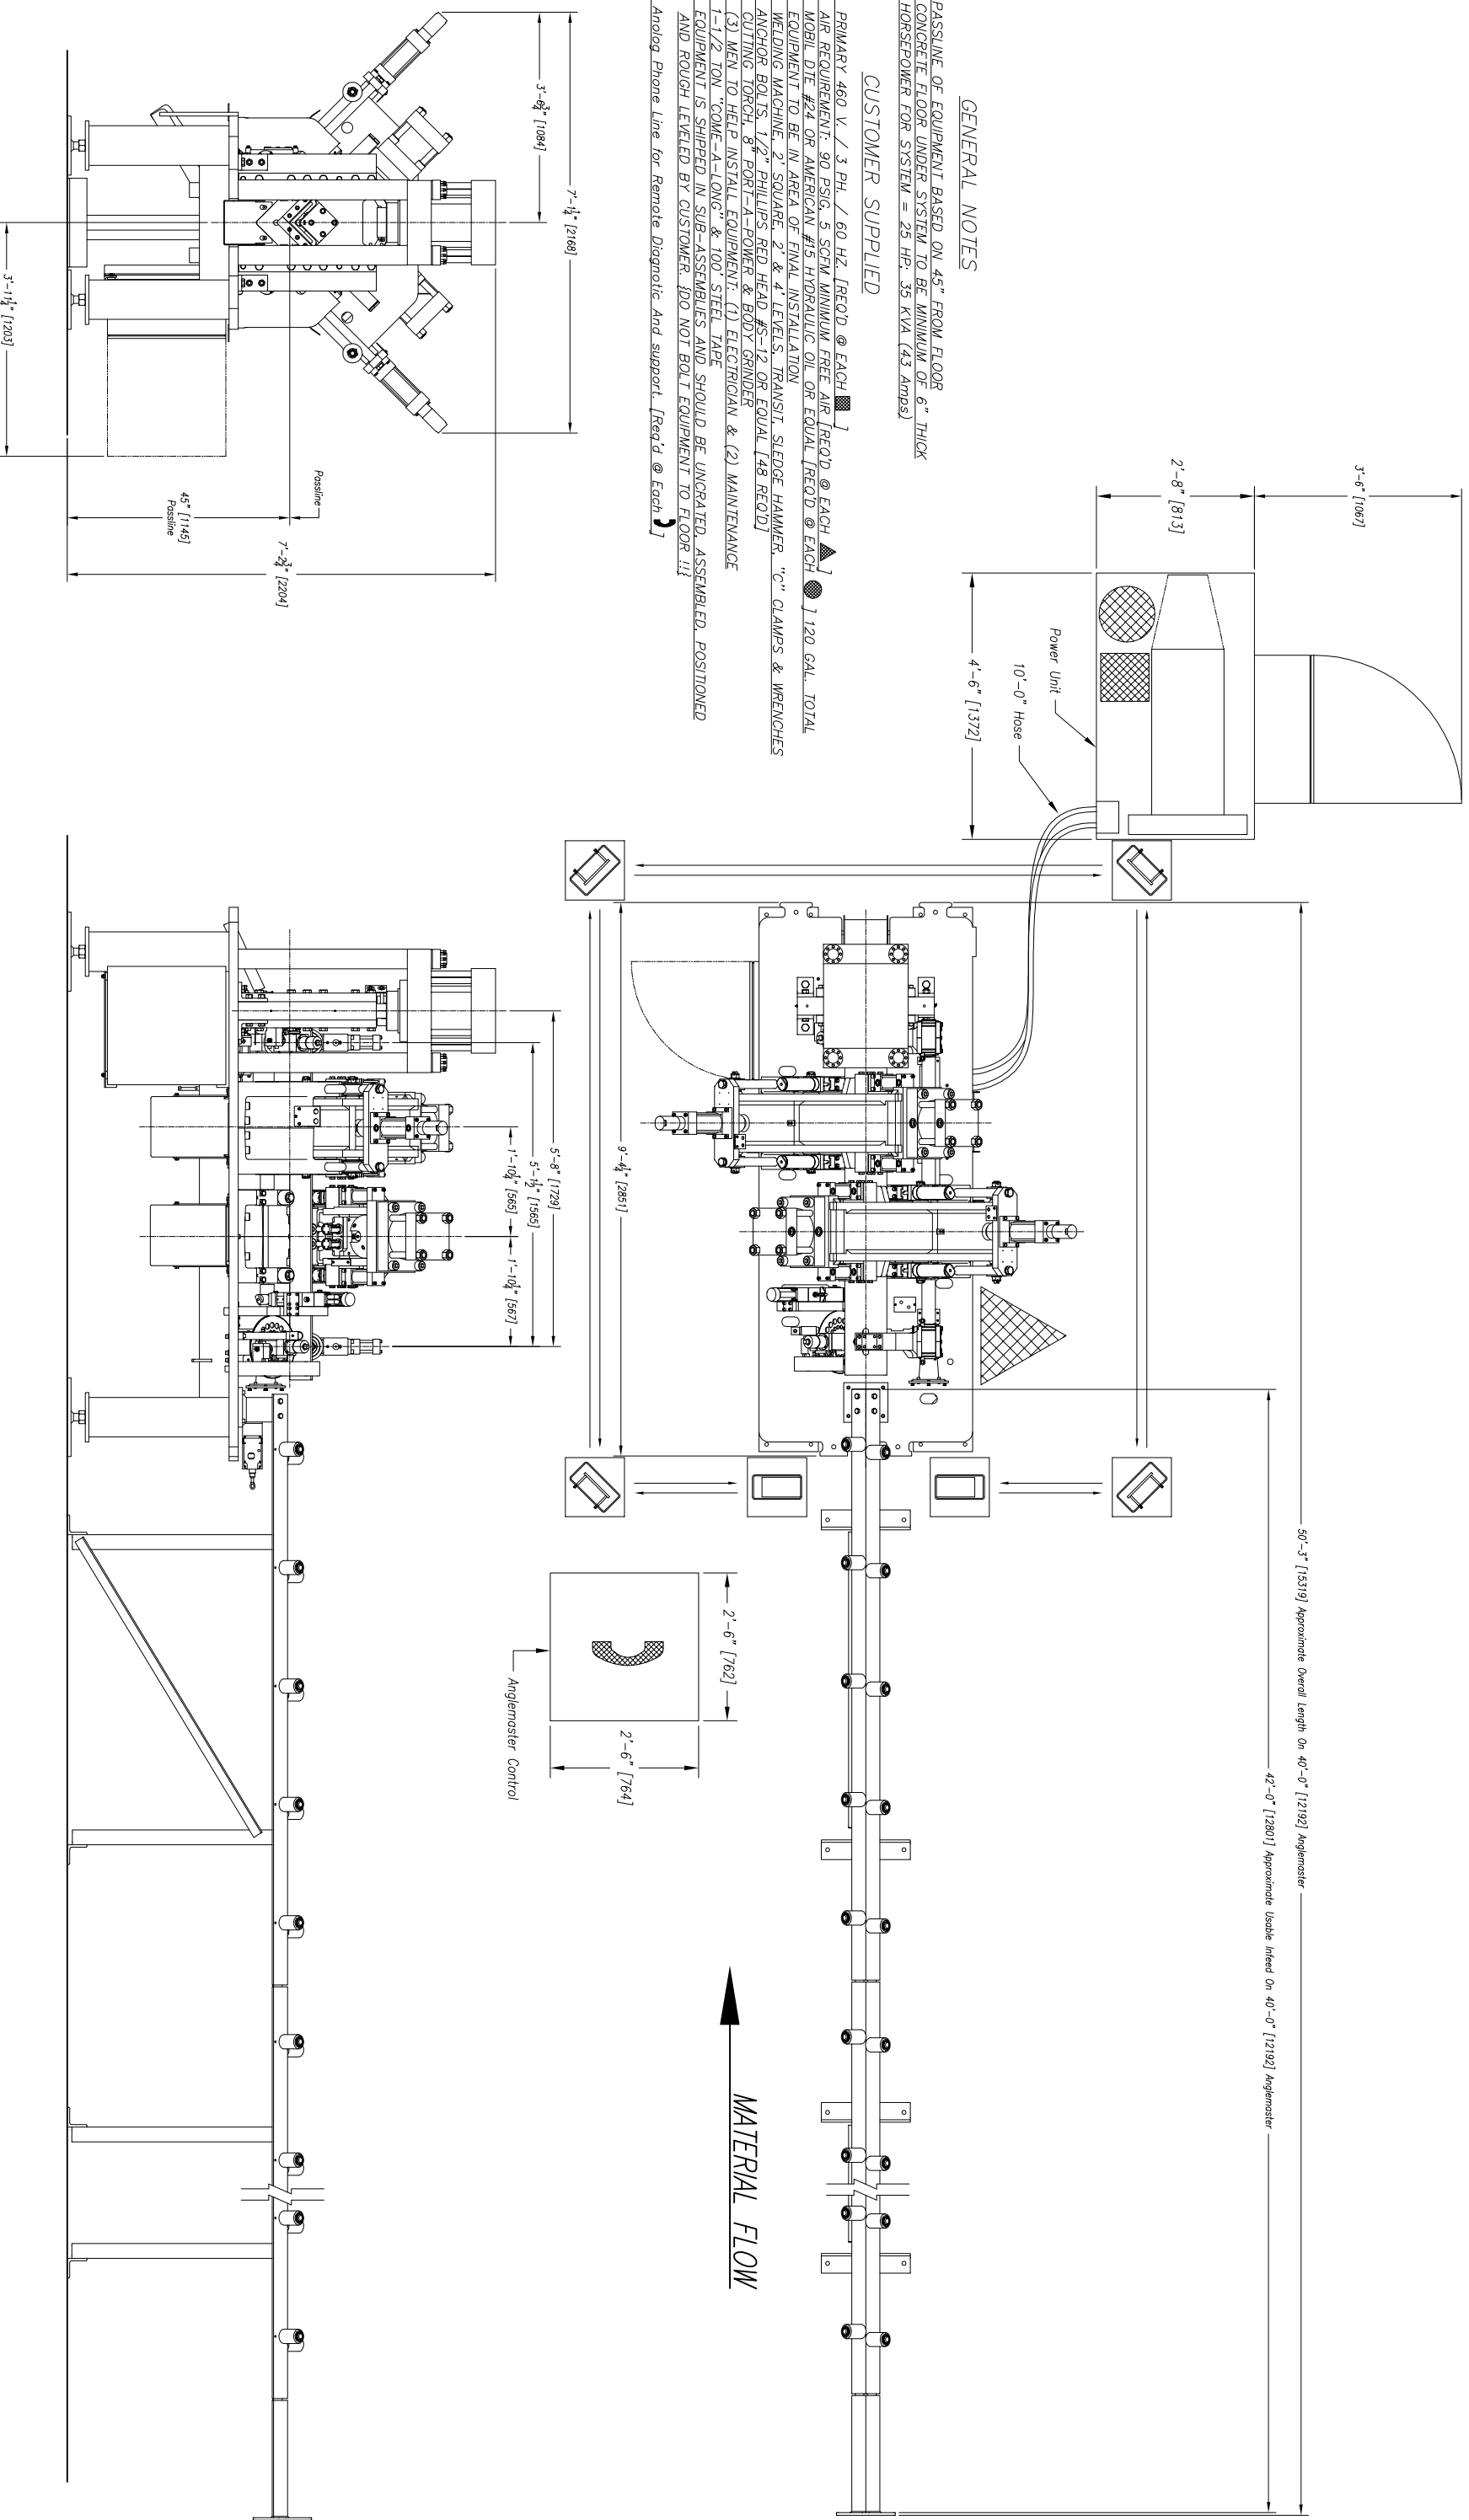 GENERAL NOTES
PASSLINE OF EQUIPMENT BASED ON 45" FROM FLOOR
CONCRETE FLOOR UNDER SYSTEM TO BE MINIMUM OF 6" THICK
HORSEPOWER FOR SYSTEM = 25 HP; 35 KVA (43 Amps)
CUSTOMER SUPPLIED
PRIMARY 460 V. / 3 PH. / 60 HZ. [REQ'D @ EACH ]
AIR REQUIREMENT: 90 PSIG, 5 SCFM MINIMUM FREE AIR [REQ'D @ EACH ]
MOBIL DTE #24 OR AMERICAN #15 HYDRAULIC OIL OR EQUAL [REQ'D @ EACH ] 120 GAL. TOTAL
EQUIPMENT TO BE IN AREA OF FINAL INSTALLATION
WELDING MACHINE, 2' SQUARE, 2' & 4' LEVELS, TRANSIT, SLEDGE HAMMER, "C" CLAMPS & WRENCHES
ANCHOR BOLTS, 1/2" PHILLIPS RED HEAD #S-12 OR EQUAL [48 REQ'D]
CUTTING TORCH, 8" PORT-A-POWER & BODY GRINDER
(3) MEN TO HELP INSTALL EQUIPMENT: (1) ELECTRICIAN & (2) MAINTENANCE
1-1/2 TON "COME-A-LONG" & 100' STEEL TAPE
EQUIPMENT IS SHIPPED IN SUB-ASSEMBLIES AND SHOULD BE UNCRATED, ASSEMBLED, POSITIONED
AND ROUGH LEVELED BY CUSTOMER. {DO NOT BOLT EQUIPMENT TO FLOOR !!!}
Anolog Phone Line for Remote Diagnotic And support. [Req'd @ Each ]
3'-6" [1067]
2'-8" [813]
4'-6" [1372]
Power Unit
10'-0" Hose
50'-3" [15319] Approximate Overall Length On 40'-0" [12192] Anglemaster
42'-0" [12801] Approximate Usable Infeed On 40'-0" [12192] Anglemaster
9'-4¼" [2851]
2'-6" [762]
2'-6" [764]
Anglemaster Control
MATERIAL FLOW
7'-1¼" [2168]
3'-6¾" [1084]
3'-11¼" [1203]
Passline
45" [1145]
Passline
7'-2¾" [2204]
5'-8" [1729]
5'-1½" [1565]
1'-10¼" [565]
1'-10¼" [567]